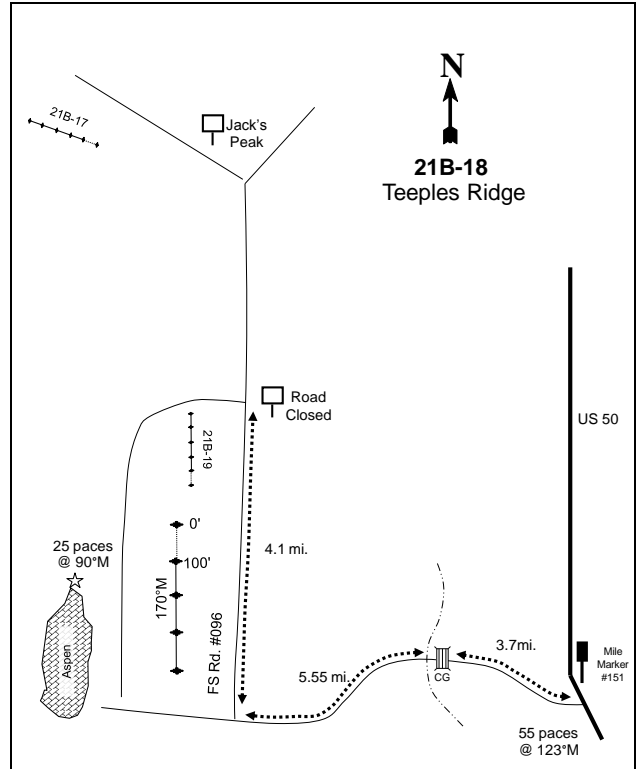 N
21B-18
Teeples Ridge
21B-17
Jack's
Peak
Road
Closed
US 50
21B-19
0'
25 paces
@ 90°M
100'
4.1 mi.
170°M
FS Rd. #096
Aspen
5.55 mi.
CG
3.7mi.
Mile
Marker
#151
55 paces
@ 123°M